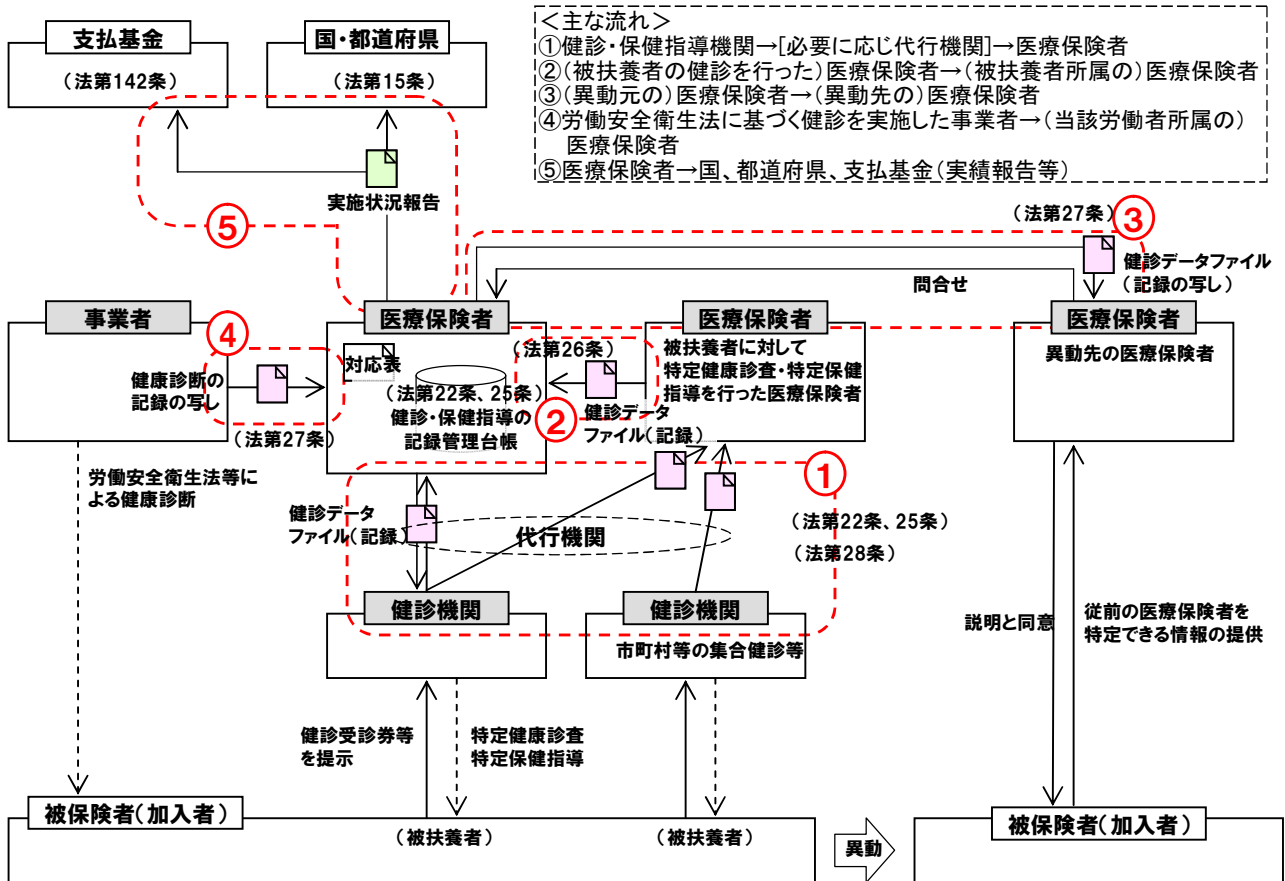 支払基金
(法第142条)
国・都道府県
(法第15条)
<主な流れ>
①健診・保健指導機関→[必要に応じ代行機関]→医療保険者
②(被扶養者の健診を行った)医療保険者→(被扶養者所属の)医療保険者
③(異動元の)医療保険者→(異動先の)医療保険者
④労働安全衛生法に基づく健診を実施した事業者→(当該労働者所属の)
医療保険者
⑤医療保険者→国、都道府県、支払基金(実績報告等)
実施状況報告
⑤
(法第27条)
③
健診データファイル
(記録の写し)
問合せ
事業者
④
健康診断の
記録の写し
(法第27条)
医療保険者
対応表
(法第22条、25条)
健診・保健指導の
記録管理台帳
(法第26条)
②
健診データ
ファイル(記録)
医療保険者
被扶養者に対して
特定健康診査・特定保健
指導を行った医療保険者
医療保険者
異動先の医療保険者
労働安全衛生法等に
よる健康診断
①
(法第22条、25条)
(法第28条)
健診データ
ファイル(記録)
代行機関
健診機関
健診機関
市町村等の集合健診等
説明と同意
従前の医療保険者を
特定できる情報の提供
健診受診券等
を提示
特定健康診査
特定保健指導
被保険者(加入者)
(被扶養者)
(被扶養者)
異動
被保険者(加入者)